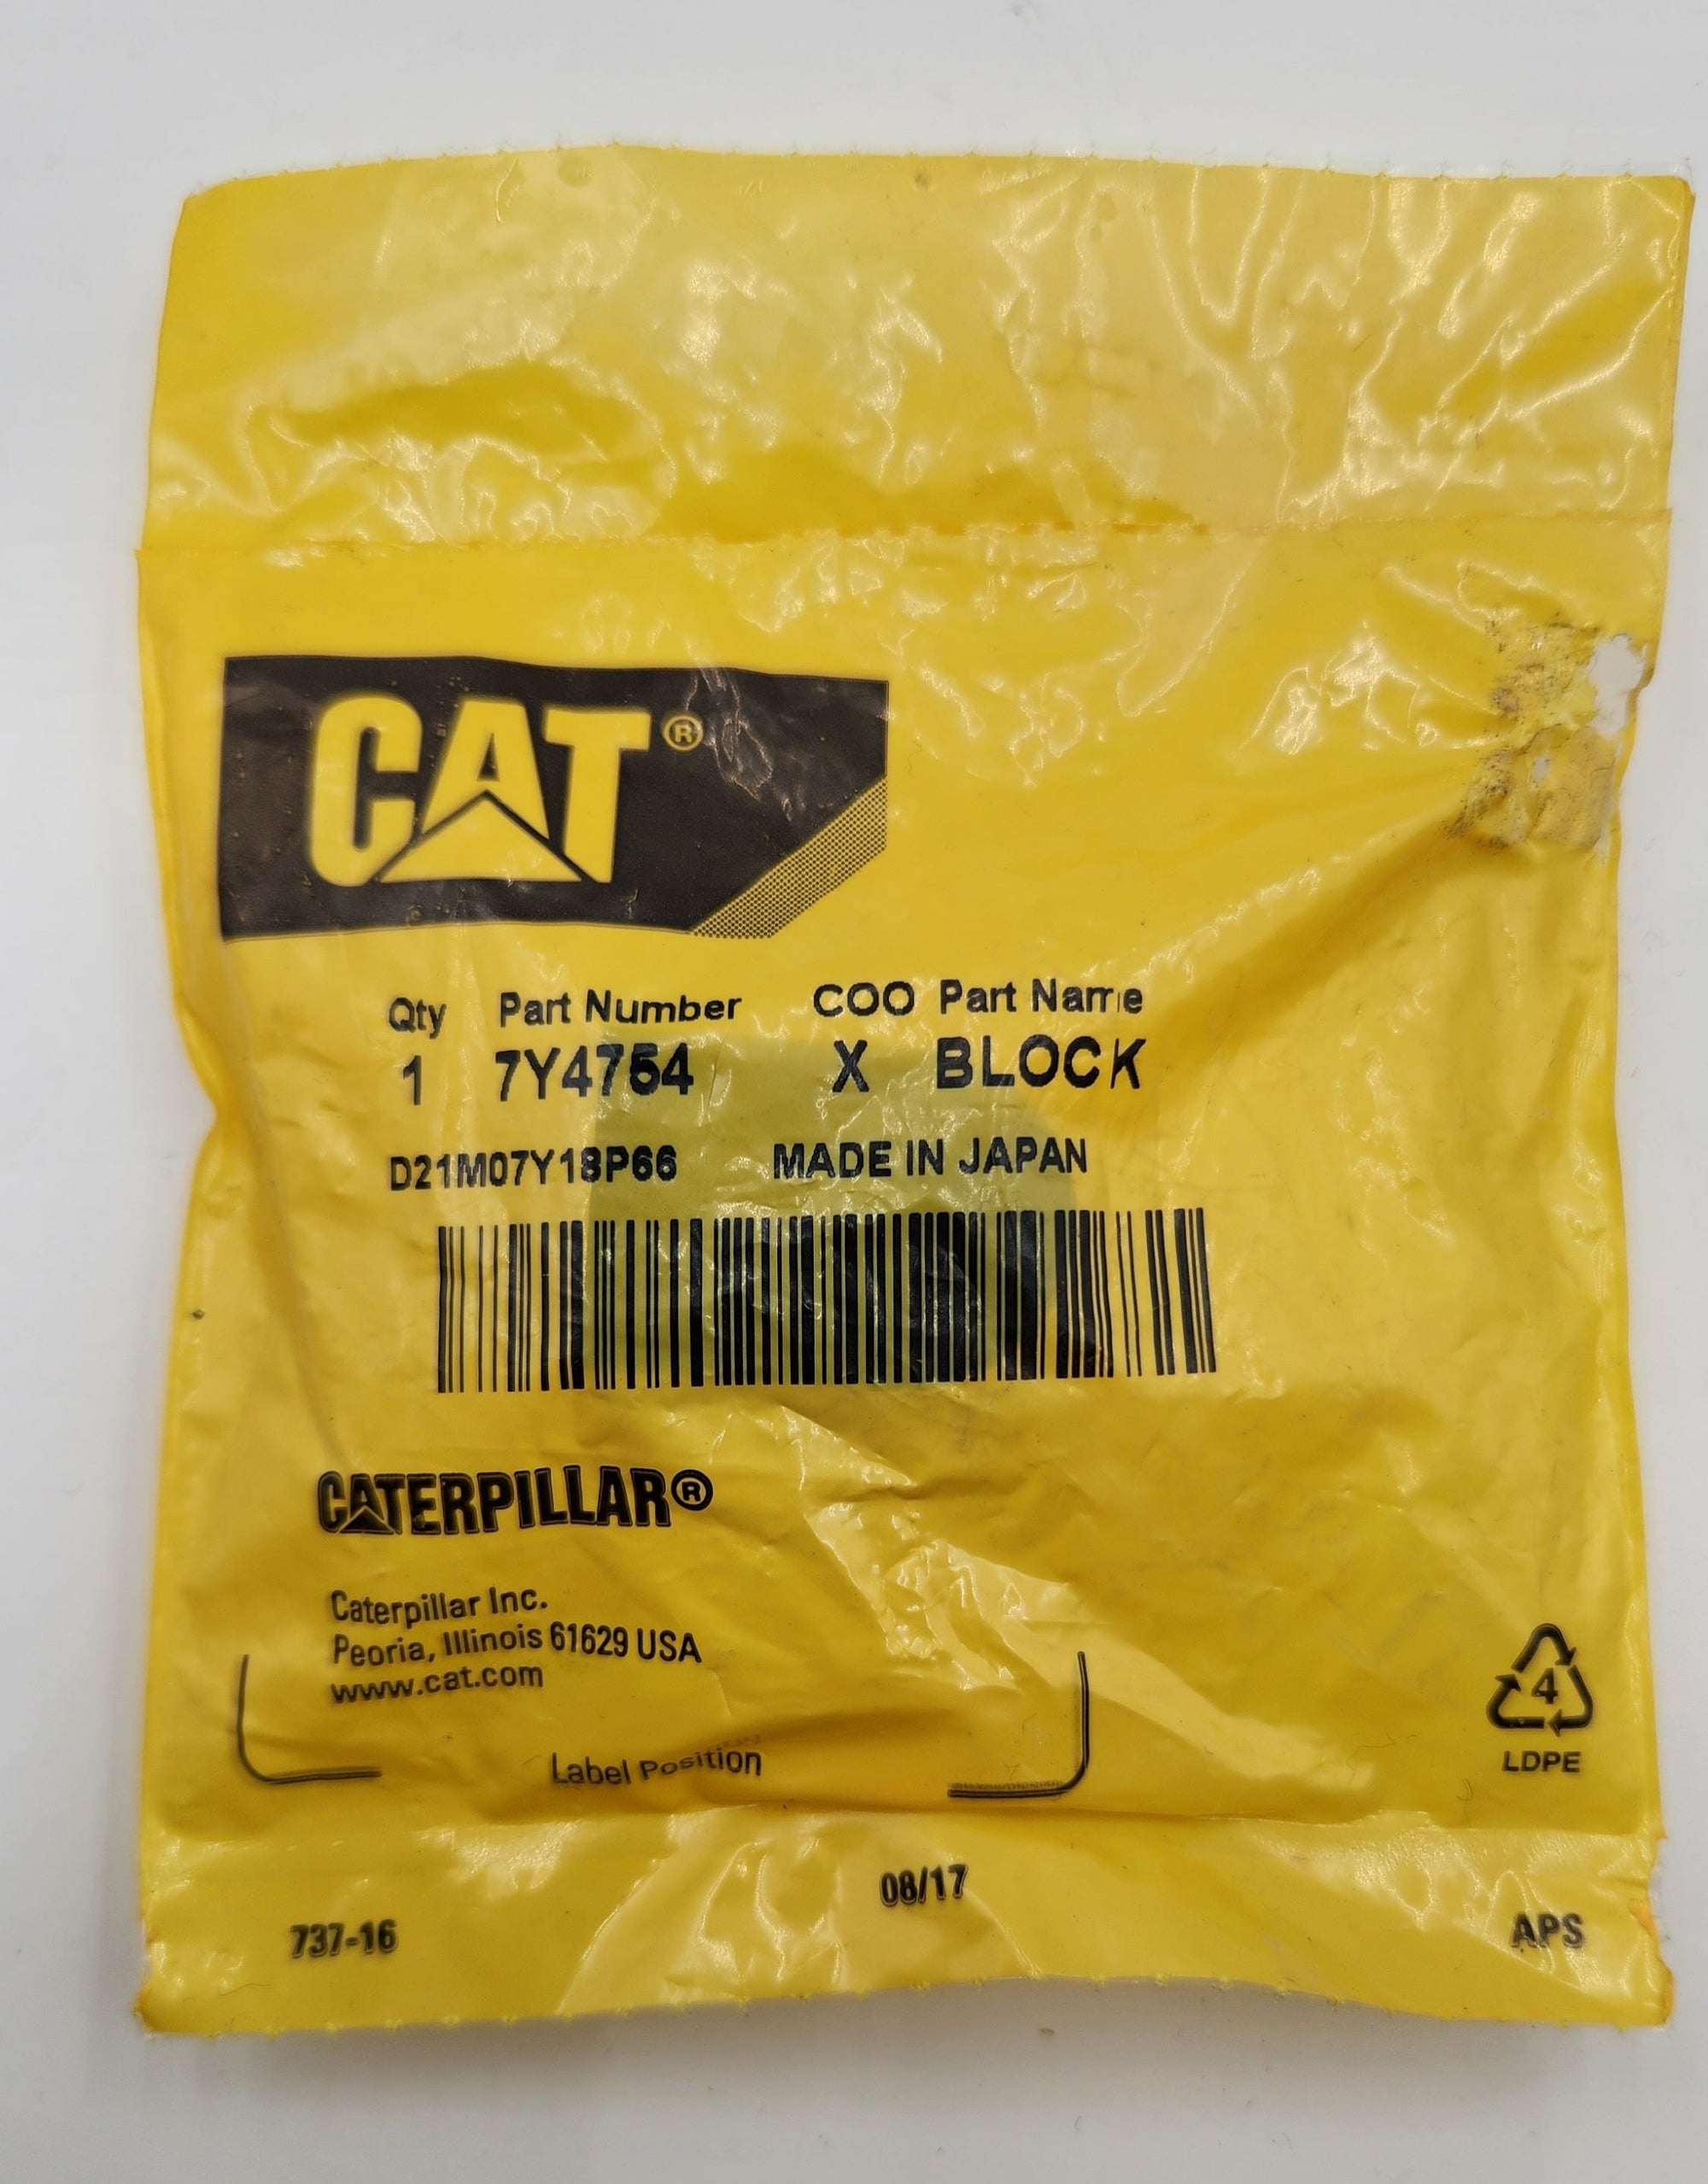 CAT®
Qty Part Number COO Part Name
1 7Y4754 X BLOCK
D21M07Y18P66 MADE IN JAPAN
CATERPILLAR®
Caterpillar Inc.
Peoria, Illinois 61629 USA
www.cat.com
4
LDPE
Label Position
08/17
737-16
APS